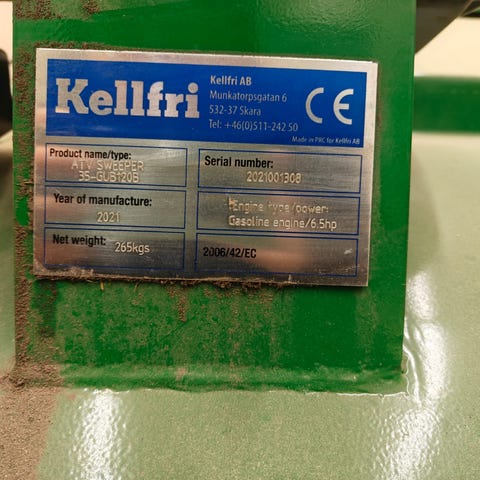 Kellfri
Kellfri AB
Munkatorpsgatan 6
532-37 Skara
Tel: +46(0)511-242 50
CE
Made in PRC for Kellfri AB
Product name/type:
ATV SWEEPER
35-GUB120B
Serial number:
2021001308
Year of manufacture:
2021
Engine type/power:
Gasoline engine/6.5hp
Net weight:
265kgs
2006/42/EC